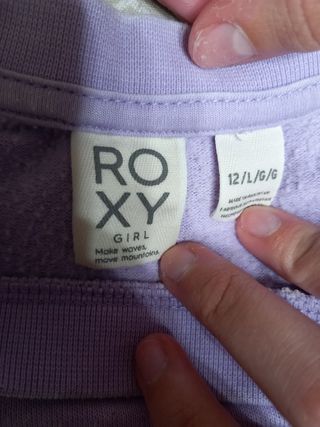 RO
XY
GIRL
Make waves,
move mountains.
12/L/G/G